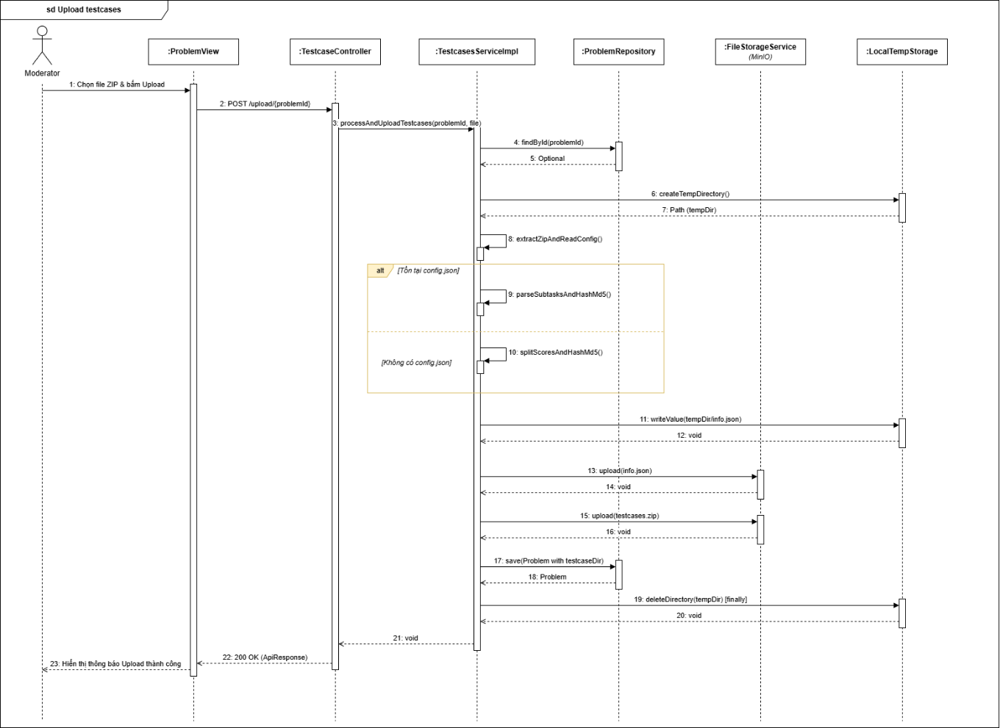 sd Upload testcases
Moderator
:ProblemView
:TestcaseController
:TestcasesServiceImpl
:ProblemRepository
:FileStorageService
(MinIO)
:LocalTempStorage
1: Chọn file ZIP & bấm Upload
2: POST /upload/{problemId}
3: processAndUploadTestcases(problemId, file)
4: findById(problemId)
5: Optional
6: createTempDirectory()
7: Path (tempDir)
8: extractZipAndReadConfig()
alt
[Tồn tại config.json]
9: parseSubtasksAndHashMd5()
10: splitScoresAndHashMd5()
[Không có config.json]
11: writeValue(tempDir/info.json)
12: void
13: upload(info.json)
14: void
15: upload(testcases.zip)
16: void
17: save(Problem with testcaseDir)
18: Problem
19: deleteDirectory(tempDir) [finally]
20: void
21: void
22: 200 OK (ApiResponse)
23: Hiển thị thông báo Upload thành công